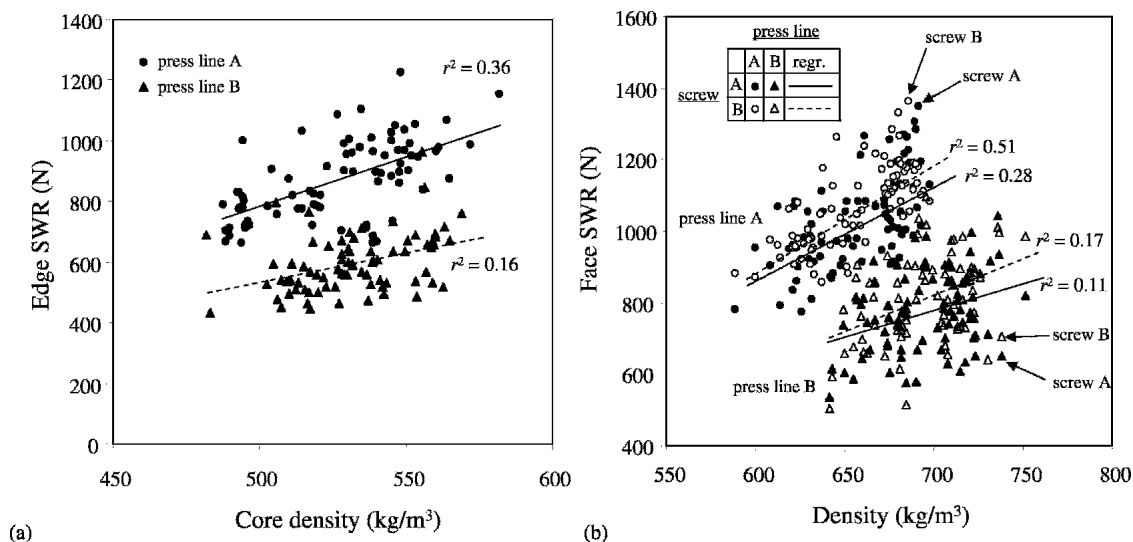 1400
1200
1000
800
600
400
200
0
Edge SWR (N)
press line A
press line B
r² = 0.36
r² = 0.16
450
500
550
600
Core density (kg/m³)
(a)
1600
1400
1200
1000
800
600
400
Face SWR (N)
press line
A B regr.
screw
A
B
screw B
screw A
r² = 0.51
r² = 0.28
press line A
r² = 0.17
r² = 0.11
screw B
press line B
screw A
550
600
650
700
750
800
Density (kg/m³)
(b)